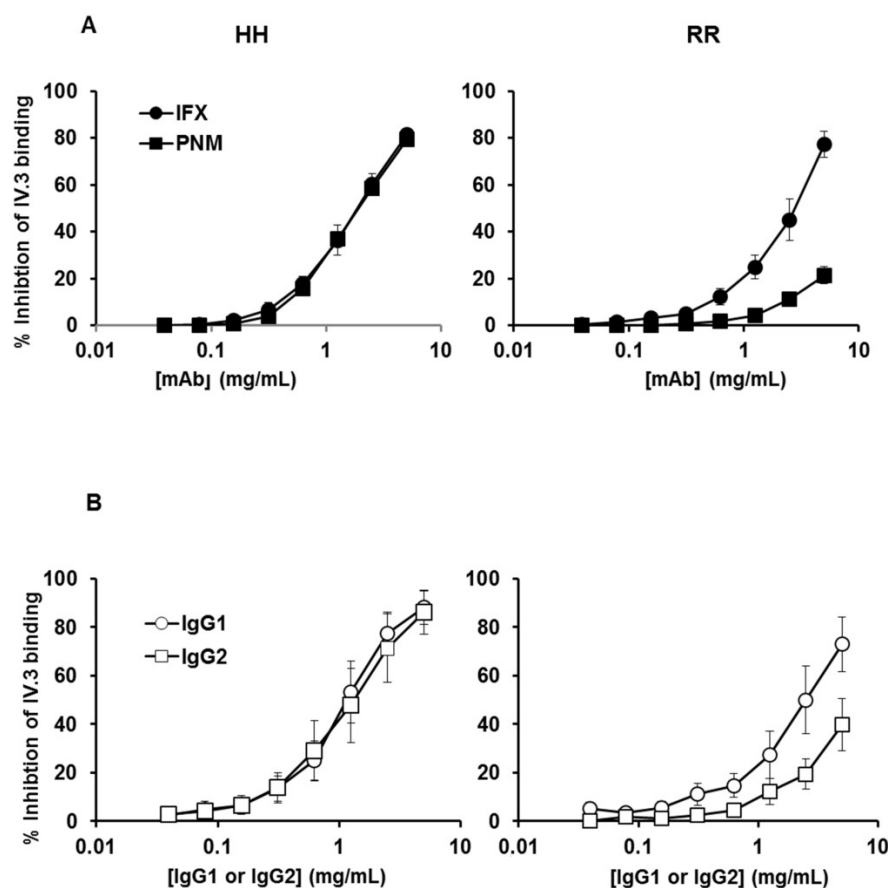 A
HH
RR
% Inhibtion of IV.3 binding
100
80
60
40
20
0
IFX
PNM
0.01
0.1
1
10
[mAb] (mg/mL)
100
80
60
40
20
0
0.01
0.1
1
10
[mAb] (mg/mL)
B
% Inhibtion of IV.3 binding
100
80
60
40
20
0
IgG1
IgG2
0.01
0.1
1
10
[IgG1 or IgG2] (mg/mL)
100
80
60
40
20
0
0.01
0.1
1
10
[IgG1 or IgG2] (mg/mL)